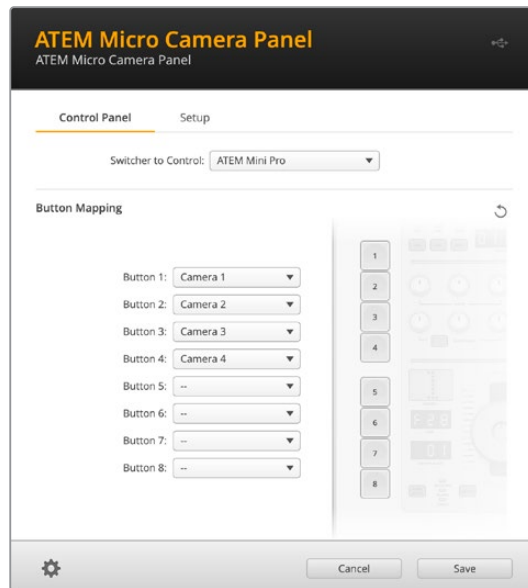 ATEM Micro Camera Panel
ATEM Micro Camera Panel
Control Panel Setup
Switcher to Control: ATEM Mini Pro
Button Mapping
Button 1: Camera 1
Button 2: Camera 2
Button 3: Camera 3
Button 4: Camera 4
Button 5: --
Button 6: --
Button 7: --
Button 8: --
1
2
3
4
5
6
7
8
Cancel Save